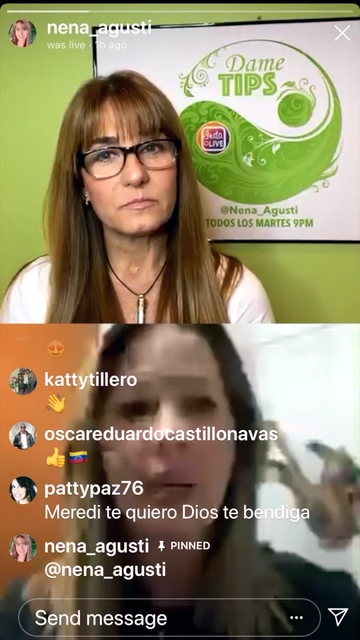 nena_agusti
was live · 1h ago
Dame
TIPS
Insta
LIVE
@Nena_Agusti
TODOS LOS MARTES 9PM
kattytillero
oscareduardocastillonavas
pattypaz76
Meredi te quiero Dios te bendiga
nena_agusti PINNED
@nena_agusti
Send message